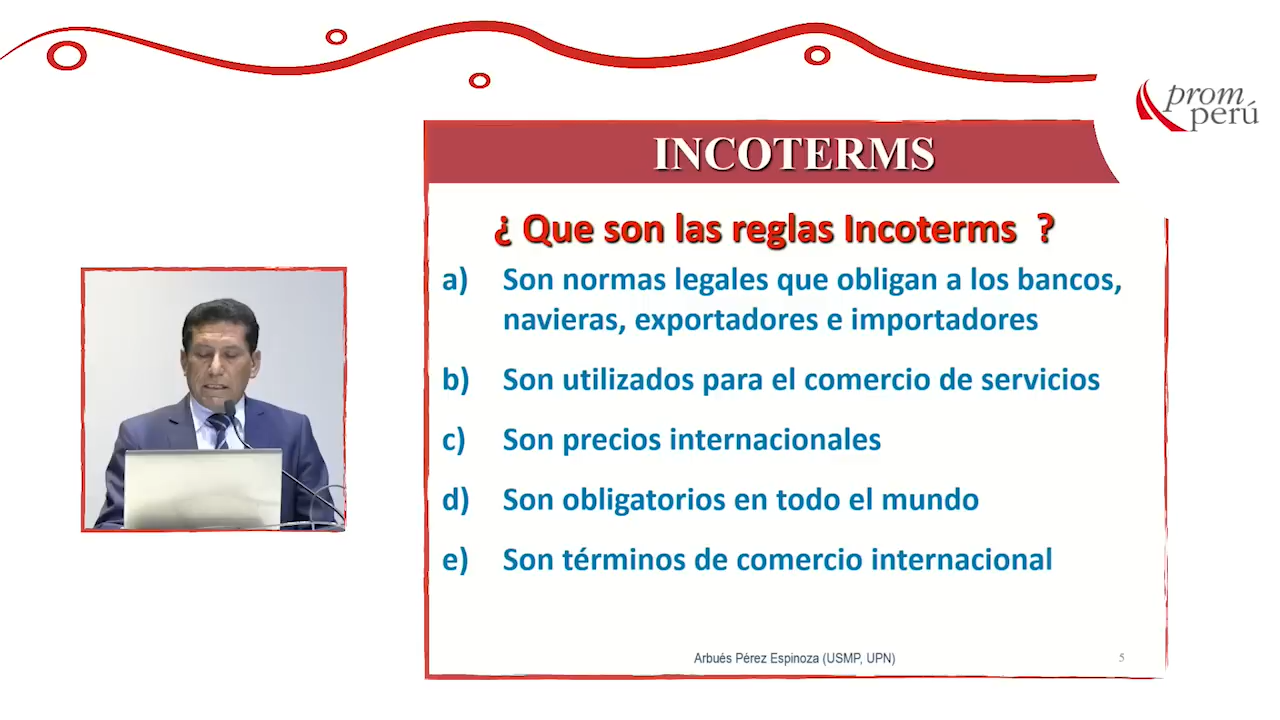 prom
perú
INCOTERMS
¿ Que son las reglas Incoterms ?
a) Son normas legales que obligan a los bancos,
navieras, exportadores e importadores
b) Son utilizados para el comercio de servicios
c) Son precios internacionales
d) Son obligatorios en todo el mundo
e) Son términos de comercio internacional
Arbués Pérez Espinoza (USMP, UPN)
5